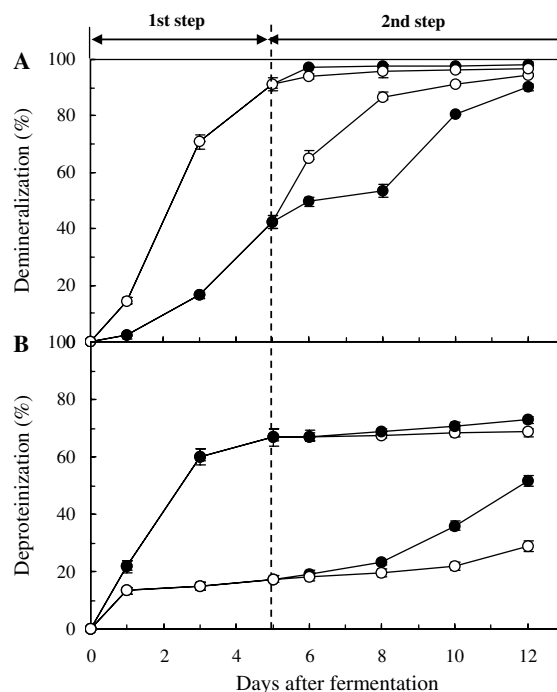 1st step 2nd step
A
100
80
60
40
20
0
Demineralization (%)
B
100
80
60
40
20
0
Deproteinization (%)
0 2 4 6 8 10 12
Days after fermentation